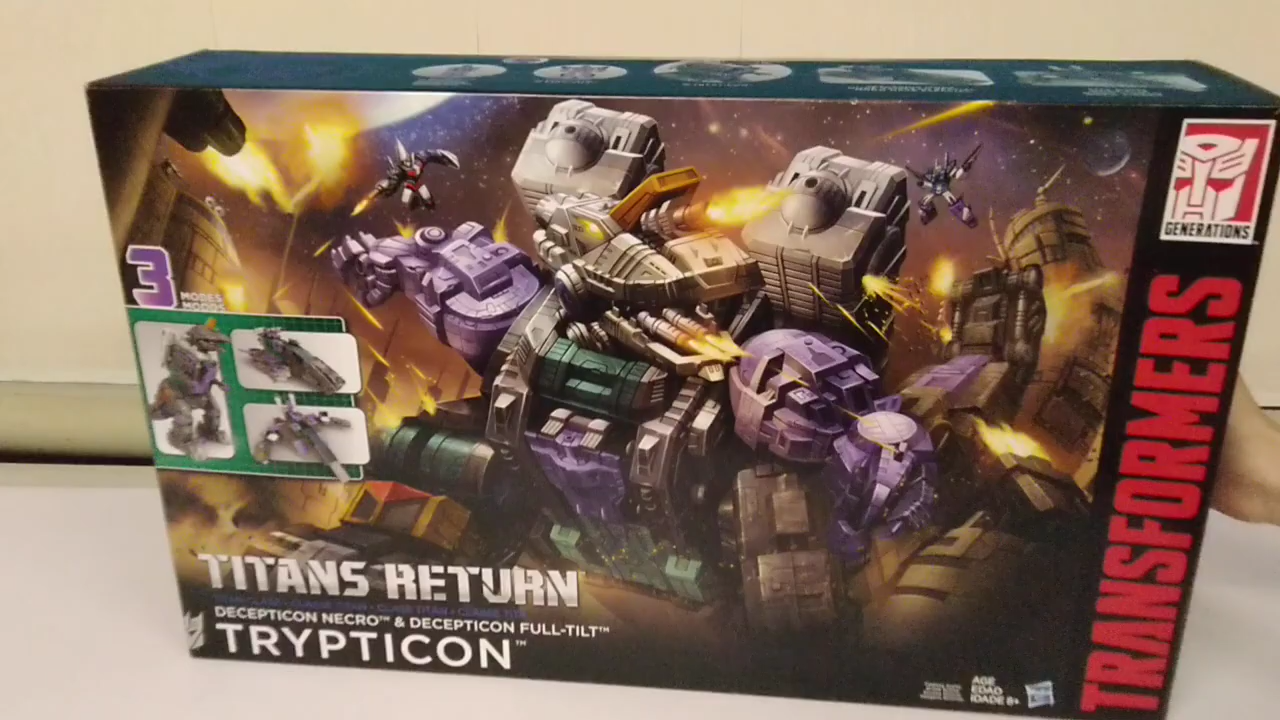 GENERATIONS
TRANSFORMERS
3
MODES
TITANS RETURN
DECEPTICON NECRO™ & DECEPTICON FULL-TILT™
TRYPTICON™
AGE
EDAD
IDADE 8+